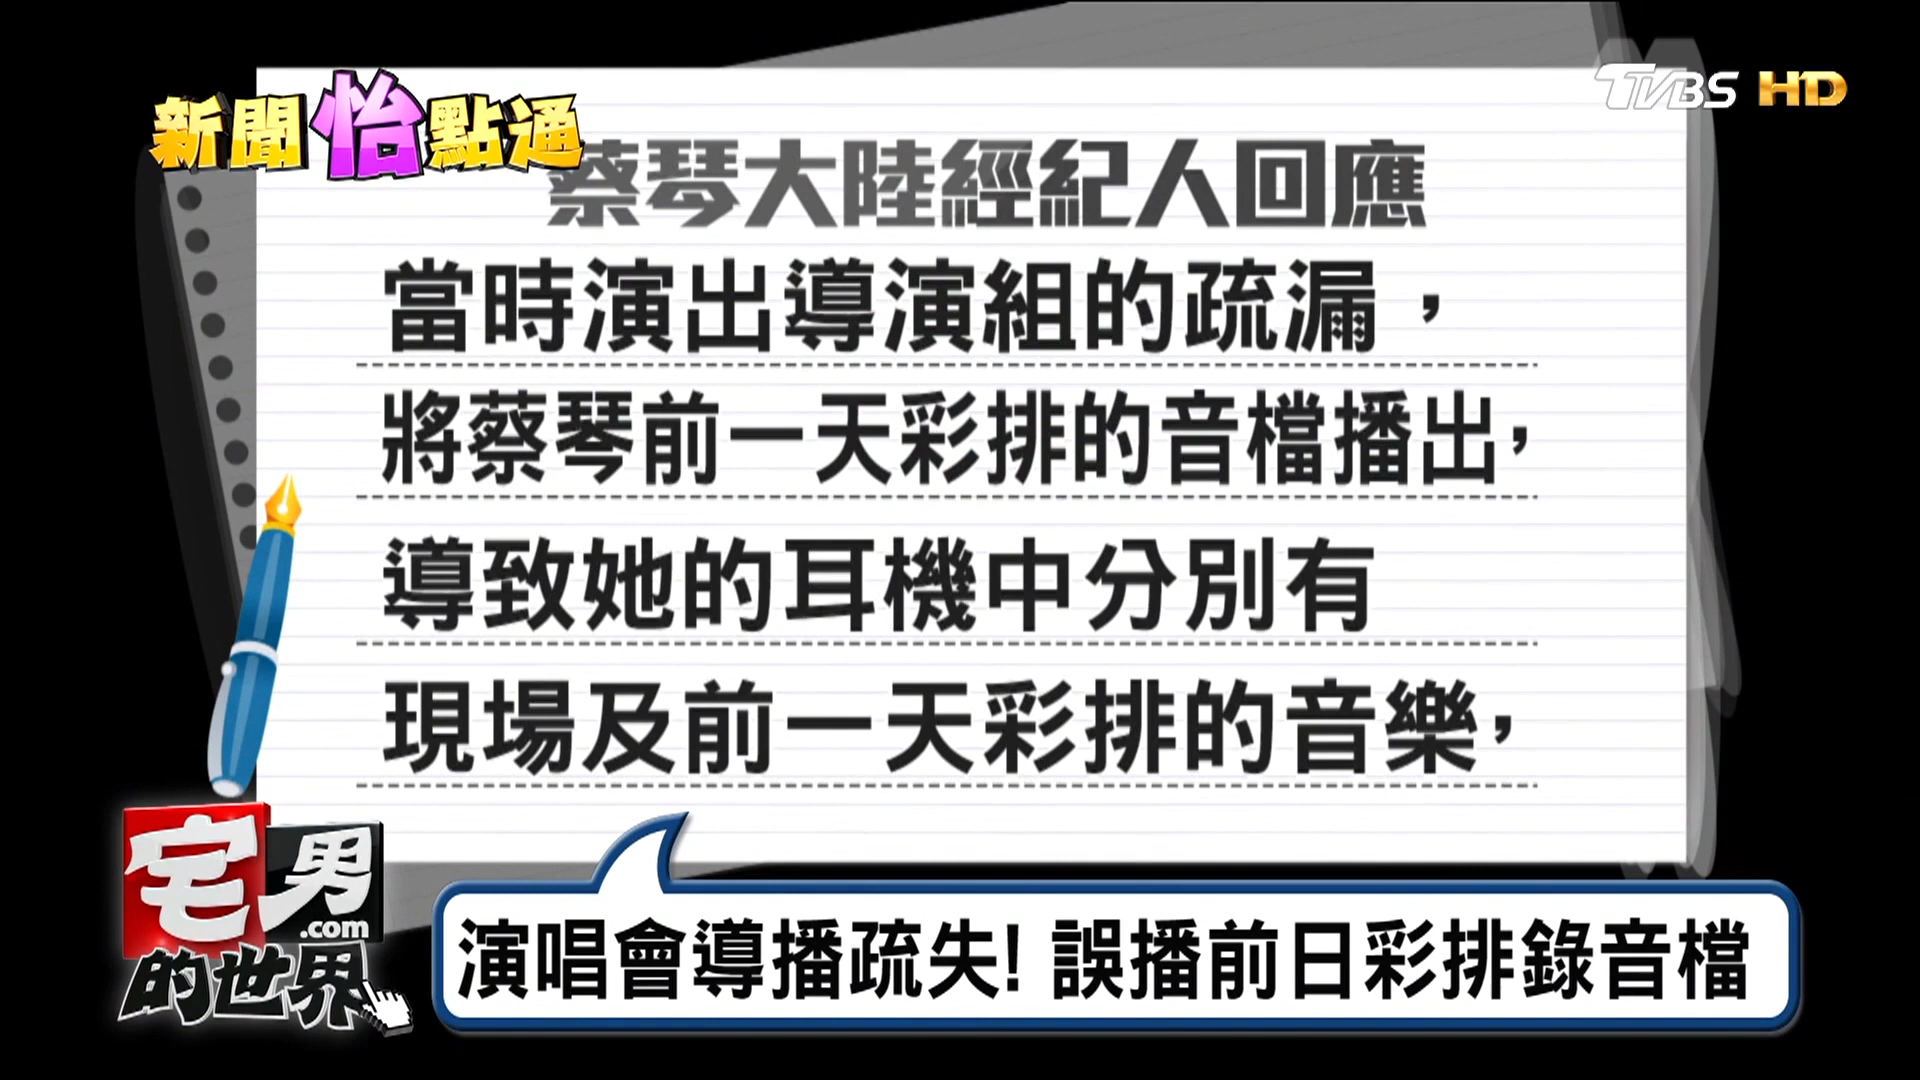 新聞怡點通
TVBS HD
蔡琴大陸經紀人回應
當時演出導演組的疏漏，
將蔡琴前一天彩排的音檔播出，
導致她的耳機中分別有
現場及前一天彩排的音樂，
宅男.com
的世界
演唱會導播疏失! 誤播前日彩排錄音檔